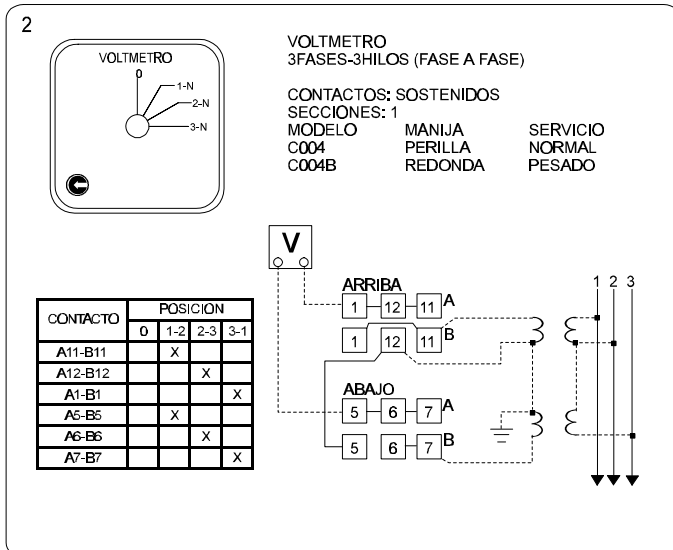 2
VOLTMETRO
0
1-N
2-N
3-N
VOLTMETRO
3FASES-3HILOS (FASE A FASE)
CONTACTOS: SOSTENIDOS
SECCIONES: 1
MODELO MANIJA SERVICIO
C004 PERILLA NORMAL
C004B REDONDA PESADO
V
ARRIBA
1 12 11 A
1 12 11 B
ABAJO
5 6 7 A
5 6 7 B
1 2 3
CONTACTO POSICION
0 1-2 2-3 3-1
A11-B11 X
A12-B12 X
A1-B1 X
A5-B5 X
A6-B6 X
A7-B7 X